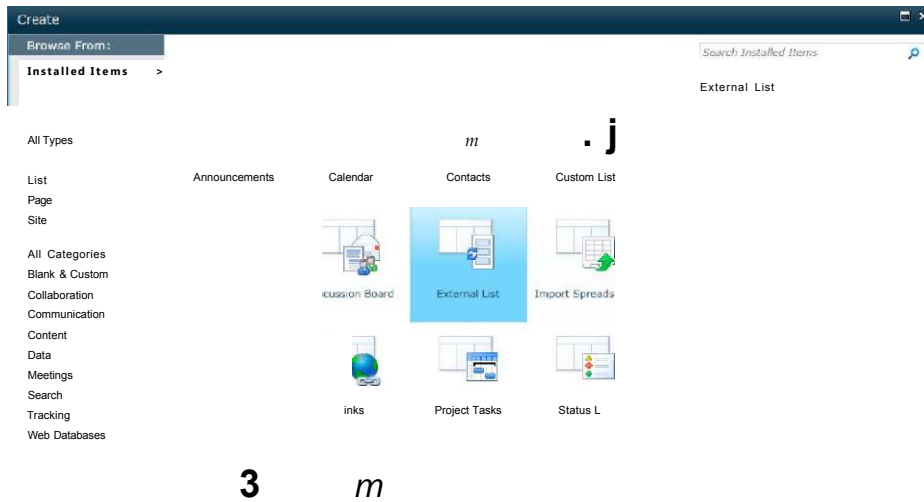 Create
Browse From:
Installed Items >
Search Installed Items
External List
All Types
m . j
List
Page
Site
Announcements Calendar Contacts Custom List
All Categories
Blank & Custom
Collaboration
Communication
Content
Data
Meetings
Search
Tracking
Web Databases
cussion Board External List Import Spreads
inks Project Tasks Status L
3 m